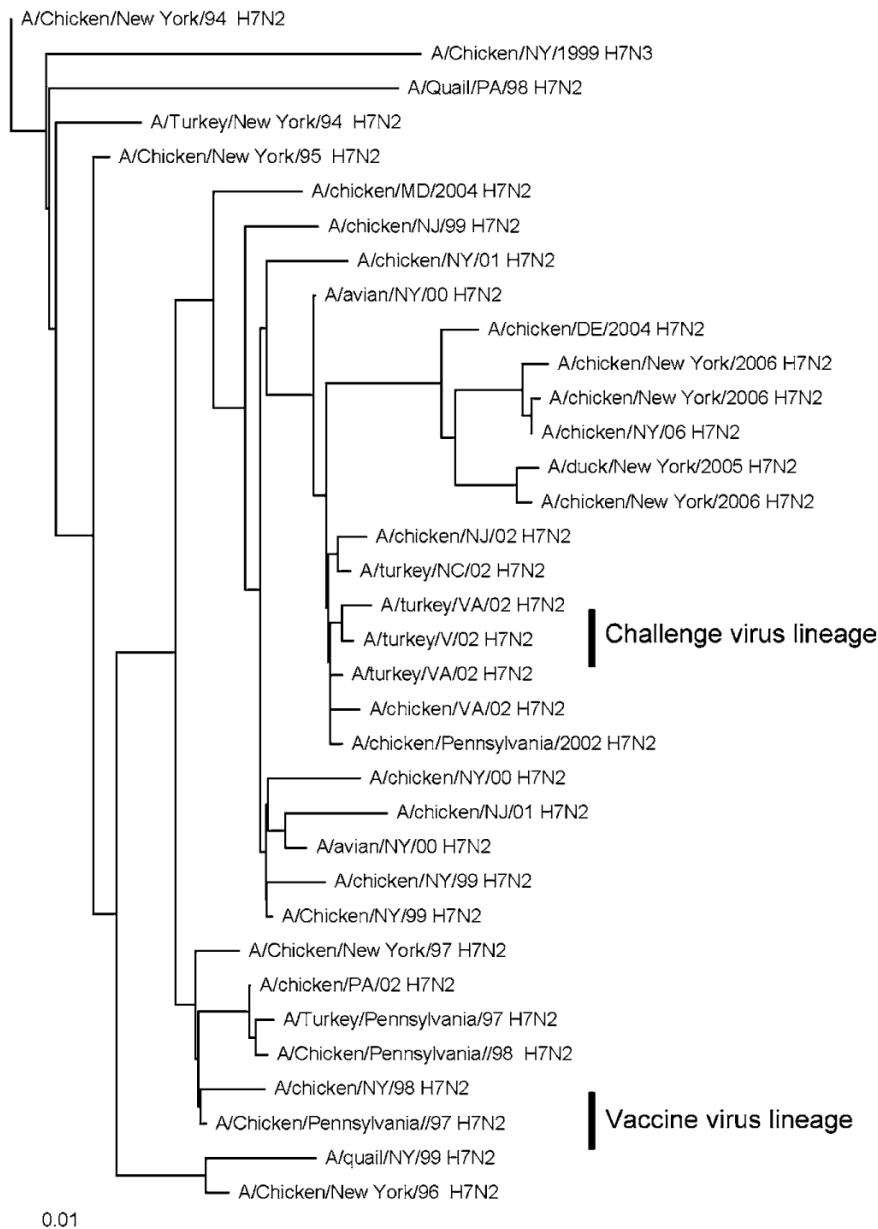 A/Chicken/New York/94 H7N2
A/Chicken/NY/1999 H7N3
A/Quail/PA/98 H7N2
A/Turkey/New York/94 H7N2
A/Chicken/New York/95 H7N2
A/chicken/MD/2004 H7N2
A/chicken/NJ/99 H7N2
A/chicken/NY/01 H7N2
A/avian/NY/00 H7N2
A/chicken/DE/2004 H7N2
A/chicken/New York/2006 H7N2
A/chicken/New York/2006 H7N2
A/chicken/NY/06 H7N2
A/duck/New York/2005 H7N2
A/chicken/New York/2006 H7N2
A/chicken/NJ/02 H7N2
A/turkey/NC/02 H7N2
A/turkey/VA/02 H7N2
A/turkey/V/02 H7N2
Challenge virus lineage
A/turkey/VA/02 H7N2
A/chicken/VA/02 H7N2
A/chicken/Pennsylvania/2002 H7N2
A/chicken/NY/00 H7N2
A/chicken/NJ/01 H7N2
A/avian/NY/00 H7N2
A/chicken/NY/99 H7N2
A/Chicken/NY/99 H7N2
A/Chicken/New York/97 H7N2
A/chicken/PA/02 H7N2
A/Turkey/Pennsylvania/97 H7N2
A/Chicken/Pennsylvania//98 H7N2
A/chicken/NY/98 H7N2
A/Chicken/Pennsylvania//97 H7N2
Vaccine virus lineage
A/quail/NY/99 H7N2
A/Chicken/New York/96 H7N2
0.01